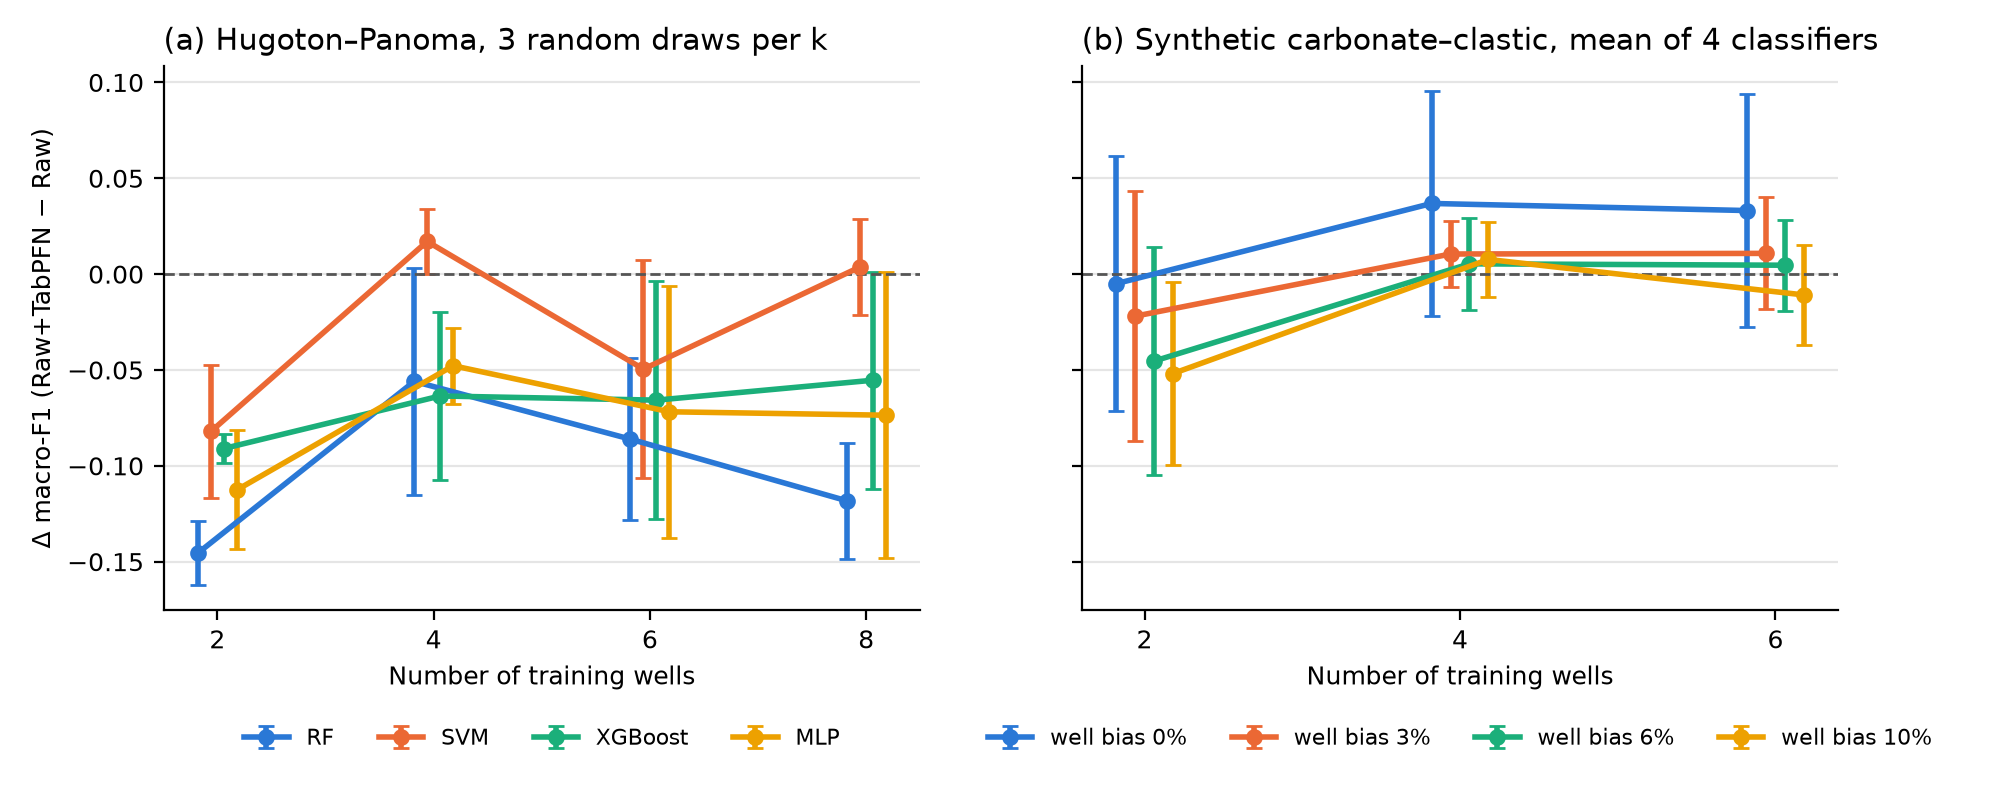 (a) Hugoton–Panoma, 3 random draws per k
Δ macro-F1 (Raw+TabPFN − Raw)
0.10
0.05
0.00
−0.05
−0.10
−0.15
2 4 6 8
Number of training wells
RF SVM XGBoost MLP
(b) Synthetic carbonate–clastic, mean of 4 classifiers
2 4 6
Number of training wells
well bias 0% well bias 3% well bias 6% well bias 10%